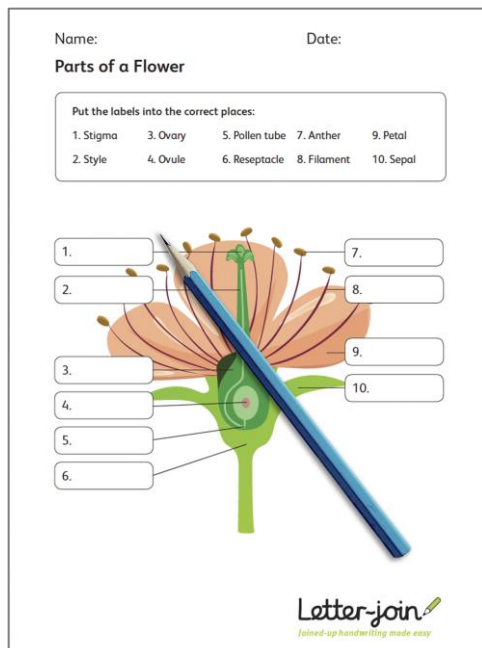 Name: Date:
Parts of a Flower
Put the labels into the correct places:
1. Stigma 3. Ovary 5. Pollen tube 7. Anther 9. Petal
2. Style 4. Ovule 6. Reseptacle 8. Filament 10. Sepal
1. 7.
2. 8.
3. 9.
4. 10.
5.
6.
Letter-join
Joined-up handwriting made easy